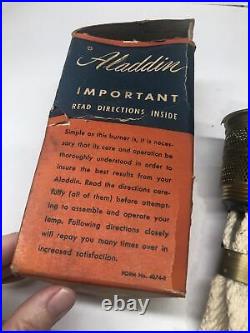 Aladdin
IMPORTANT
READ DIRECTIONS INSIDE
Simple as this burner is, it is neces-
sary that its care and operation be
thoroughly understood in order to
insure the best results from your
Aladdin. Read the directions care-
fully (all of them) before attempt-
ing to assemble and operate your
lamp. Following directions closely
will repay you many times over in
increased satisfaction.
FORM No. 4074-B